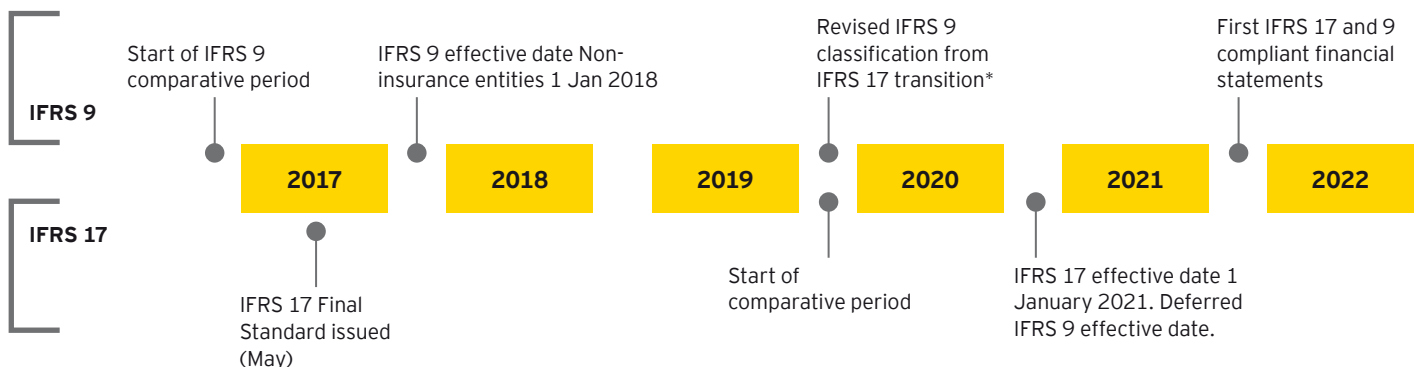 IFRS 9
Start of IFRS 9
comparative period
IFRS 9 effective date Non-
insurance entities 1 Jan 2018
Revised IFRS 9
classification from
IFRS 17 transition*
First IFRS 17 and 9
compliant financial
statements
2017
2018
2019
2020
2021
2022
IFRS 17
IFRS 17 Final
Standard issued
(May)
Start of
comparative period
IFRS 17 effective date 1
January 2021. Deferred
IFRS 9 effective date.